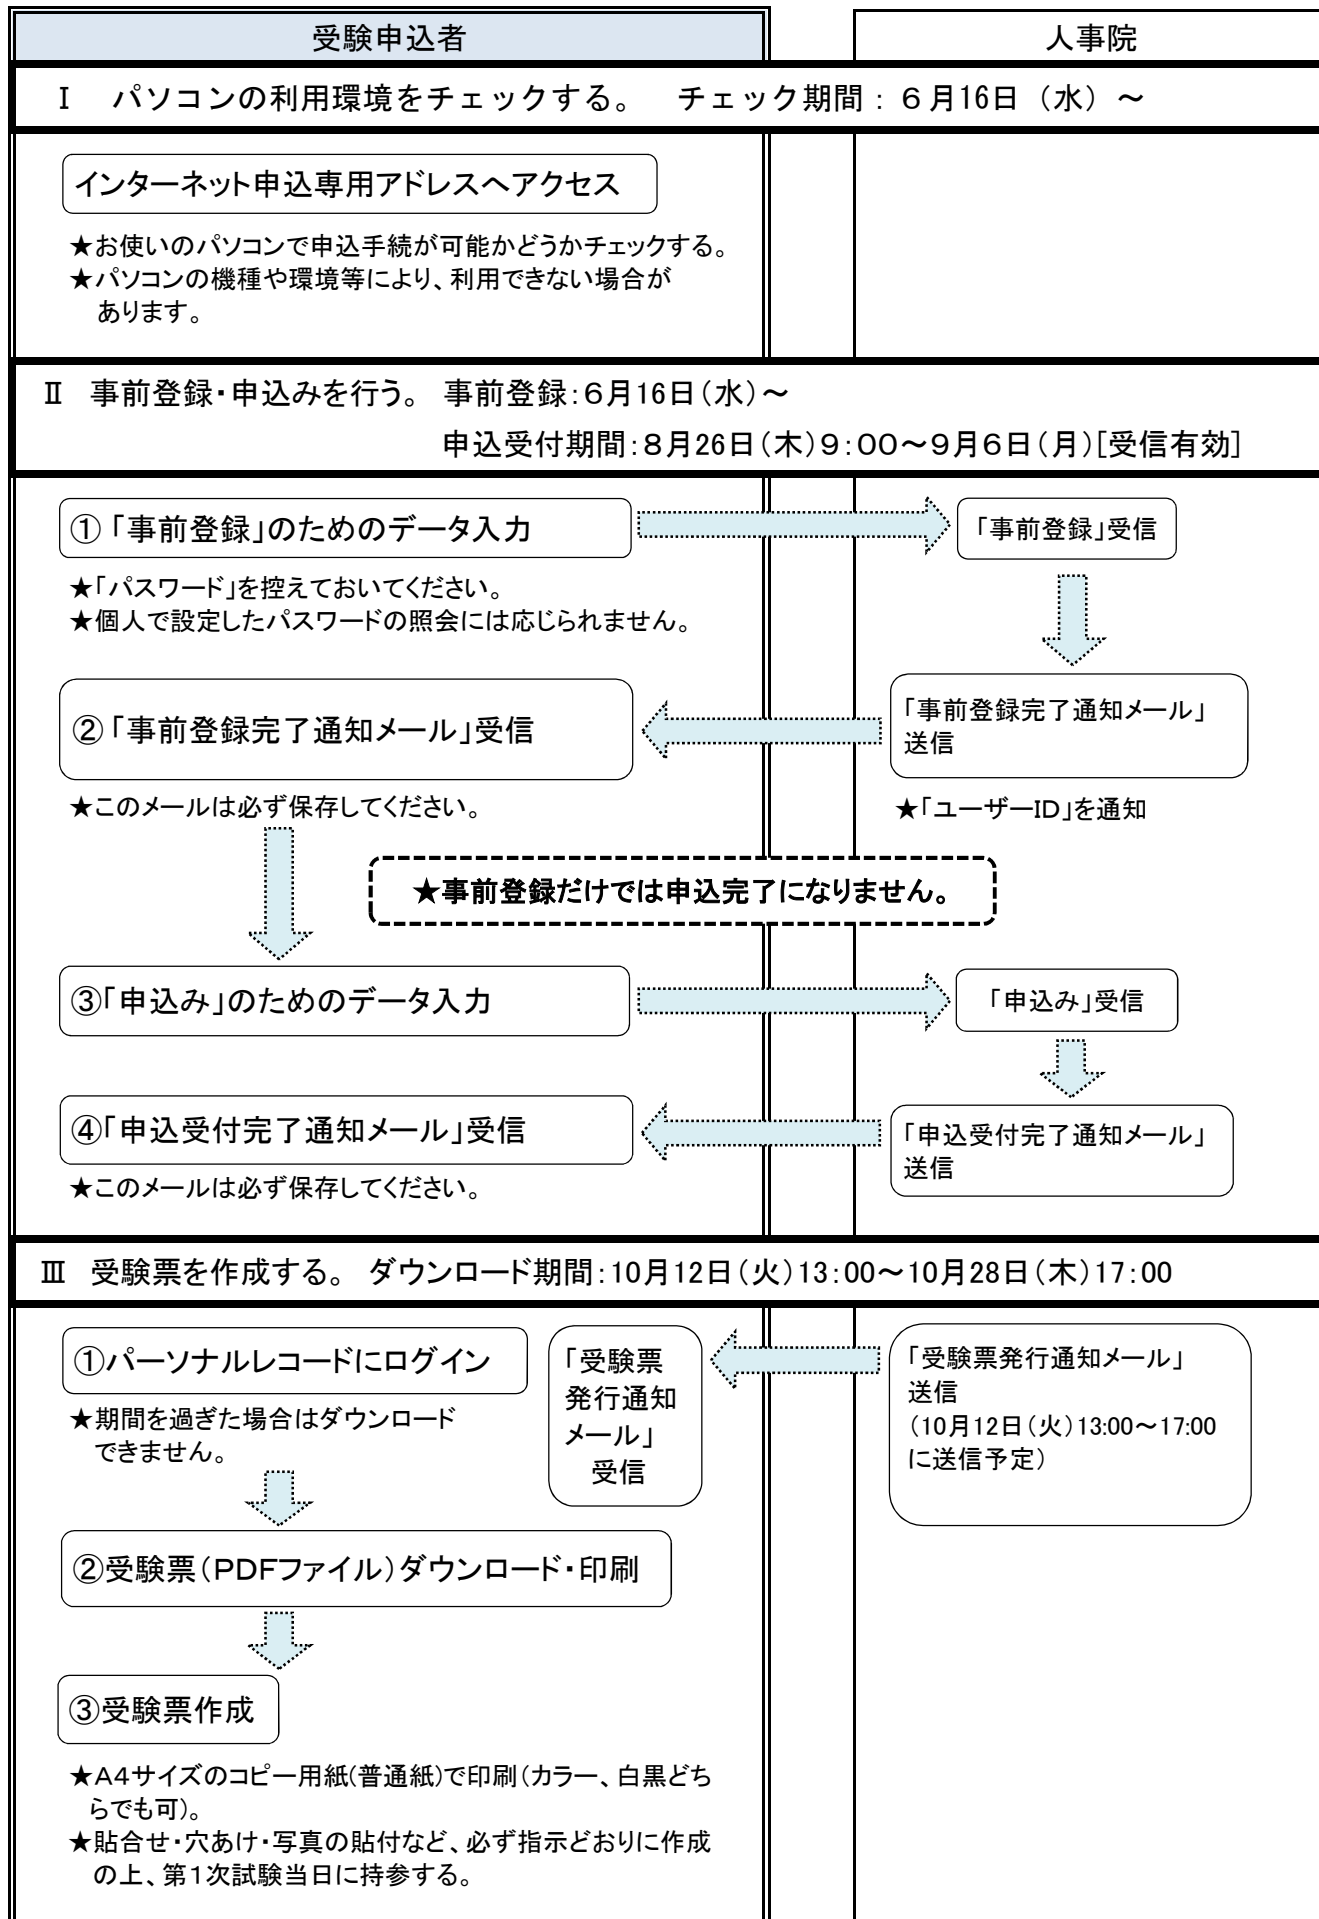 受験申込者
人事院
Ⅰ　パソコンの利用環境をチェックする。　チェック期間：６月16日（水）～
インターネット申込専用アドレスへアクセス
★お使いのパソコンで申込手続が可能かどうかチェックする。
★パソコンの機種や環境等により、利用できない場合が
あります。
Ⅱ　事前登録・申込みを行う。　事前登録：６月16日（水）～
申込受付期間：８月26日（木）９：００～９月６日（月）［受信有効］
①「事前登録」のためのデータ入力
「事前登録」受信
★「パスワード」を控えておいてください。
★個人で設定したパスワードの照会には応じられません。
②「事前登録完了通知メール」受信
「事前登録完了通知メール」
送信
★このメールは必ず保存してください。
★「ユーザーＩＤ」を通知
★事前登録だけでは申込完了になりません。
③「申込み」のためのデータ入力
「申込み」受信
④「申込受付完了通知メール」受信
「申込受付完了通知メール」
送信
★このメールは必ず保存してください。
Ⅲ　受験票を作成する。　ダウンロード期間：10月12日（火）13：00～10月28日（木）17：00
①パーソナルレコードにログイン
★期間を過ぎた場合はダウンロード
できません。
「受験票
発行通知
メール」
受信
「受験票発行通知メール」
送信
（10月12日（火）13:00～17:00
に送信予定）
②受験票（ＰＤＦファイル）ダウンロード・印刷
③受験票作成
★Ａ４サイズのコピー用紙(普通紙)で印刷（カラー、白黒どち
らでも可）。
★貼合せ・穴あけ・写真の貼付など、必ず指示どおりに作成
の上、第１次試験当日に持参する。